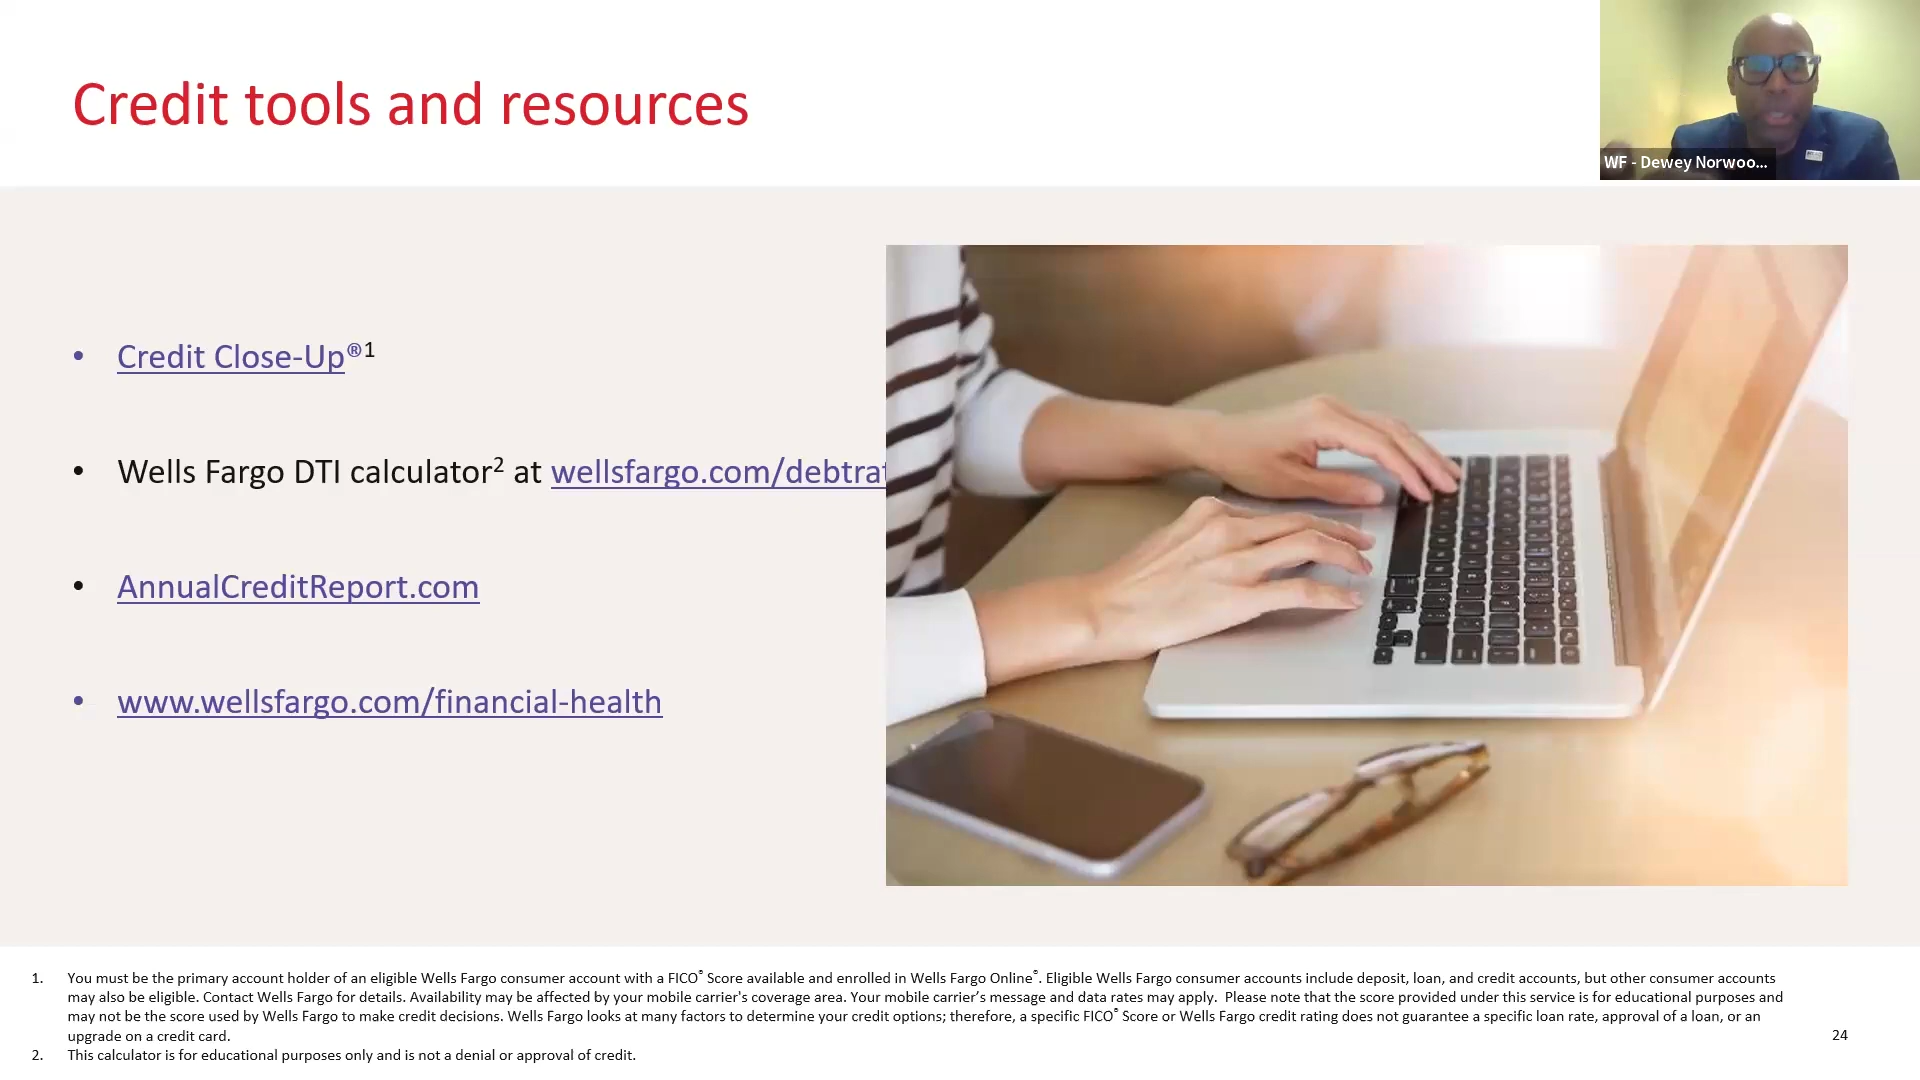 Credit tools and resources
WF - Dewey Norwoo...
• Credit Close-Up®1
• Wells Fargo DTI calculator2 at wellsfargo.com/debtrat
• AnnualCreditReport.com
• www.wellsfargo.com/financial-health
1. You must be the primary account holder of an eligible Wells Fargo consumer account with a FICO® Score available and enrolled in Wells Fargo Online®. Eligible Wells Fargo consumer accounts include deposit, loan, and credit accounts, but other consumer accounts
may also be eligible. Contact Wells Fargo for details. Availability may be affected by your mobile carrier's coverage area. Your mobile carrier’s message and data rates may apply.  Please note that the score provided under this service is for educational purposes and
may not be the score used by Wells Fargo to make credit decisions. Wells Fargo looks at many factors to determine your credit options; therefore, a specific FICO® Score or Wells Fargo credit rating does not guarantee a specific loan rate, approval of a loan, or an
upgrade on a credit card.
2. This calculator is for educational purposes only and is not a denial or approval of credit.
24